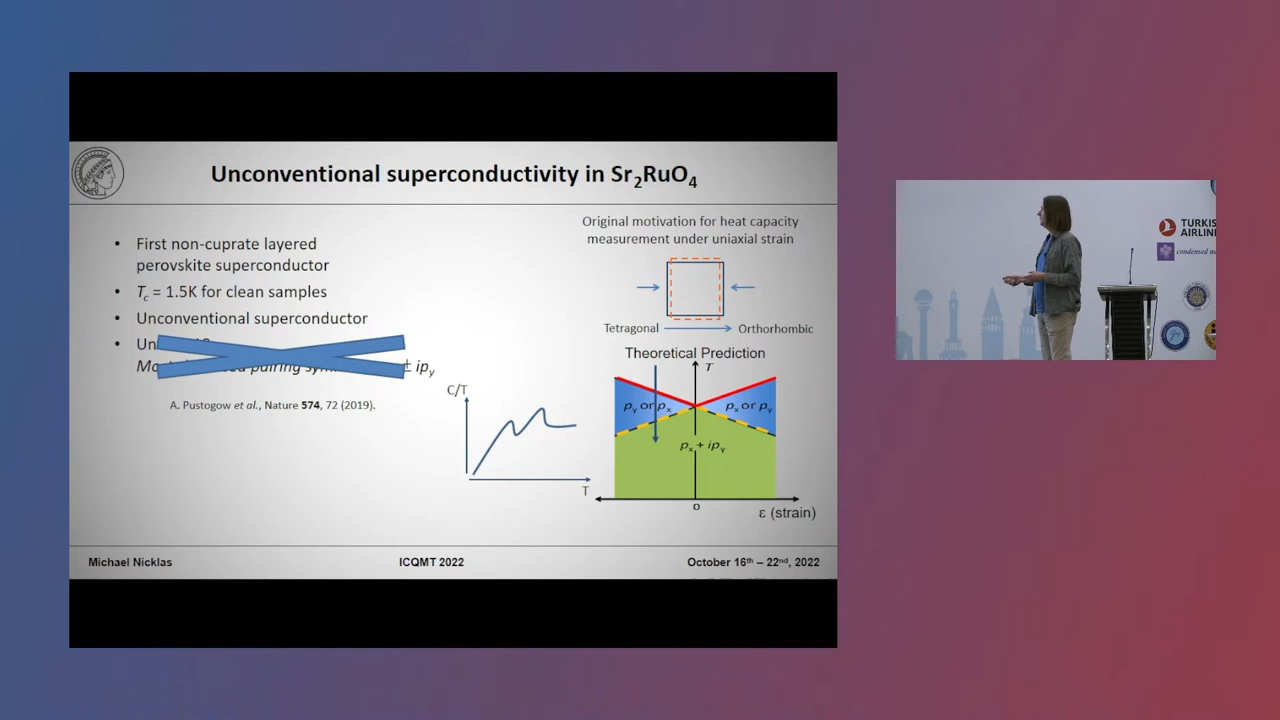 Unconventional superconductivity in Sr₂RuO₄
• First non-cuprate layered
perovskite superconductor
• Tc = 1.5K for clean samples
• Unconventional superconductor
•
± ipy
A. Pustogow et al., Nature 574, 72 (2019).
Original motivation for heat capacity
measurement under uniaxial strain
Tetragonal
Orthorhombic
Theoretical Prediction
T
py or px
px or py
px + ipy
0
ε (strain)
C/T
T
Michael Nicklas
ICQMT 2022
October 16th – 22nd, 2022
TURKIS
AIRLIN
condensed m